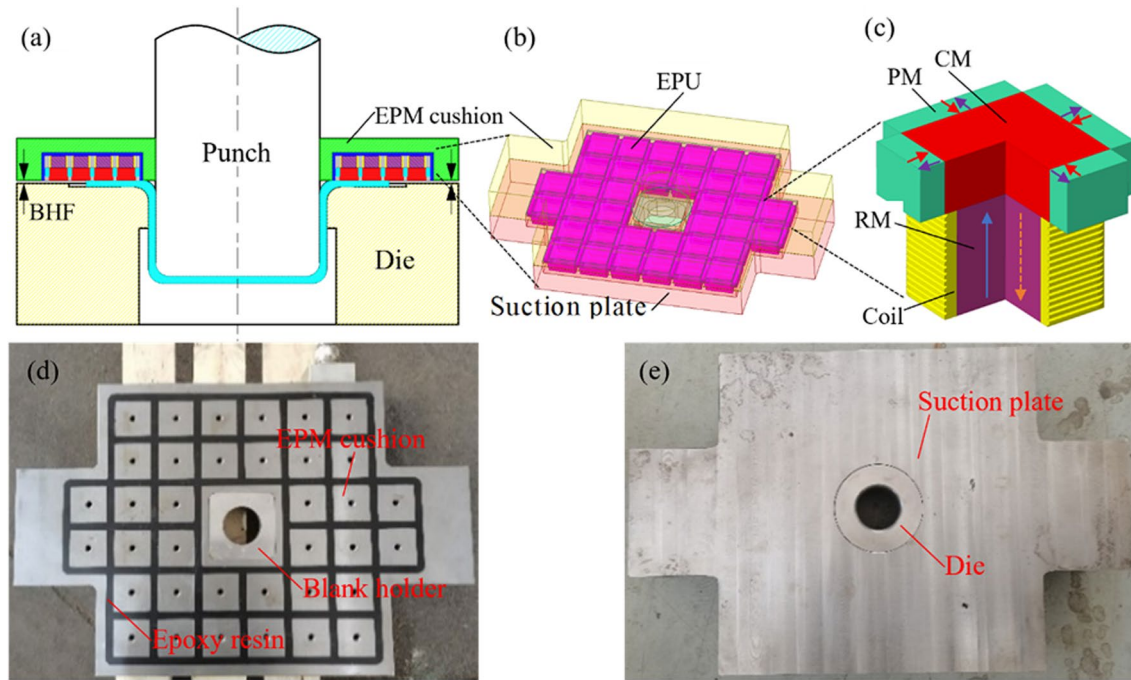 (a)
Punch
EPM cushion
BHF
Die
(b)
EPU
Suction plate
(c)
CM
PM
RM
Coil
(d)
EPM cushion
Blank holder
Epoxy resin
(e)
Suction plate
Die